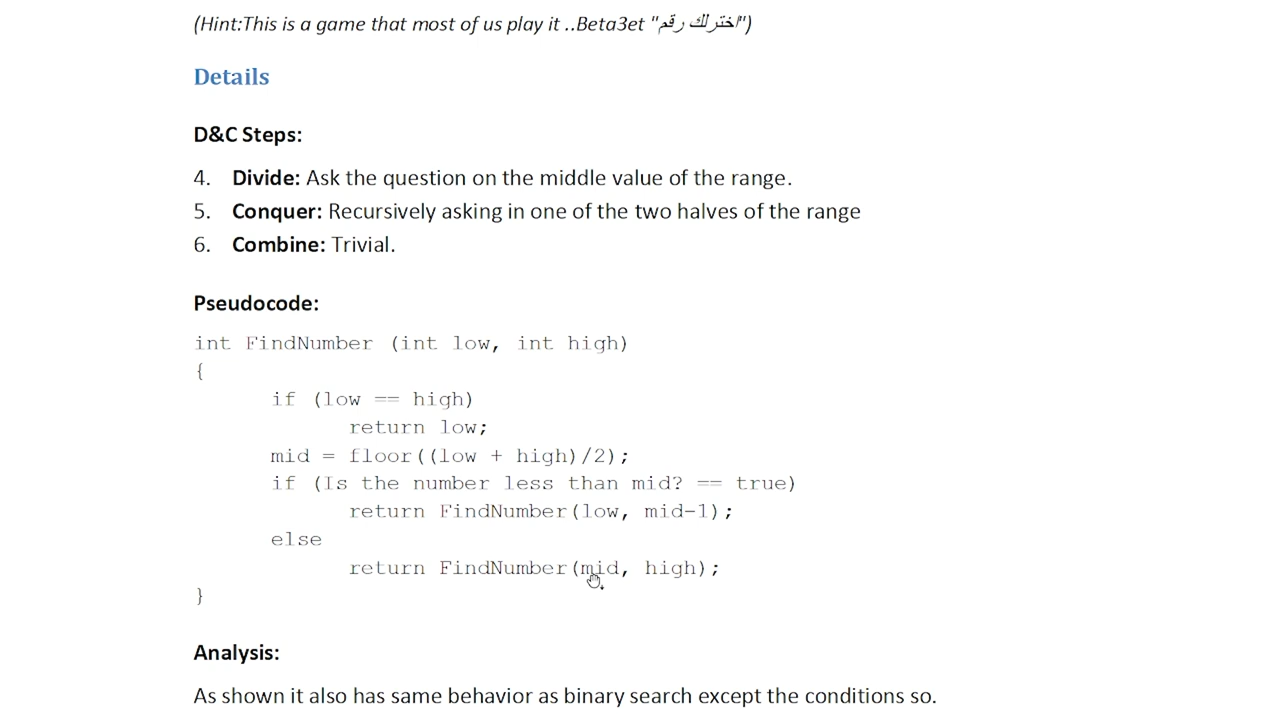 (Hint:This is a game that most of us play it ..Beta3et "اخترلك رقم")
Details
D&C Steps:
4. Divide: Ask the question on the middle value of the range.
5. Conquer: Recursively asking in one of the two halves of the range
6. Combine: Trivial.
Pseudocode:
int FindNumber (int low, int high)
{
if (low == high)
return low;
mid = floor((low + high)/2);
if (Is the number less than mid? == true)
return FindNumber(low, mid-1);
else
return FindNumber(mid, high);
}
Analysis:
As shown it also has same behavior as binary search except the conditions so.